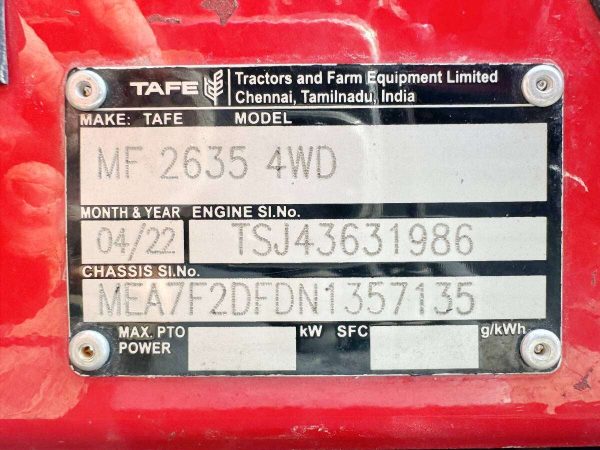 TAFE
Tractors and Farm Equipment Limited
Chennai, Tamilnadu, India
MAKE: TAFE MODEL
MF 2635 4WD
MONTH & YEAR ENGINE Sl.No.
04/22 TSJ43631986
CHASSIS Sl.No.
MEA7F2DFDN1357135
MAX. PTO POWER kW SFC g/kWh